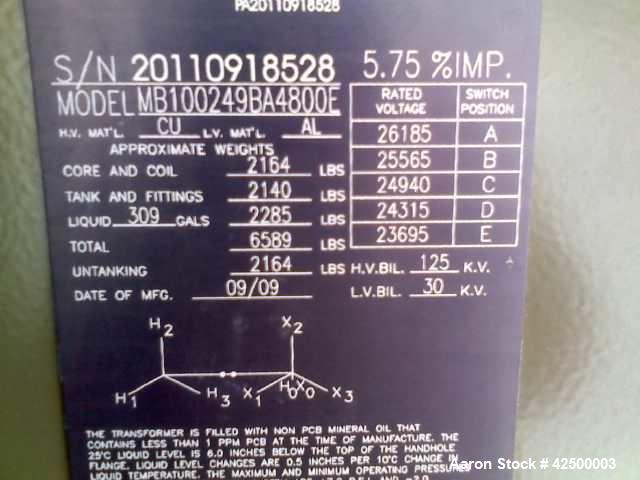 PA20110918528
S/N 20110918528 5.75 %IMP.
MODEL MB100249BA4800E
H.V. MAT'L. CU L.V. MAT'L. AL
APPROXIMATE WEIGHTS
CORE AND COIL 2164 LBS
TANK AND FITTINGS 2140 LBS
LIQUID 309 GALS 2285 LBS
TOTAL 6589 LBS
UNTANKING 2164 LBS
DATE OF MFG. 09/09
RATED VOLTAGE SWITCH POSITION
26185 A
25565 B
24940 C
24315 D
23695 E
H.V.BIL. 125 K.V.
L.V.BIL. 30 K.V.
H2 X2
H1 H3 X1 H0X0 X3
THE TRANSFORMER IS FILLED WITH NON PCB MINERAL OIL THAT
CONTAINS LESS THAN 1 PPM PCB AT THE TIME OF MANUFACTURE. THE
25°C LIQUID LEVEL IS 6.0 INCHES BELOW THE TOP OF THE HANDHOLE
FLANGE. LIQUID LEVEL CHANGES ARE 0.5 INCHES PER 10°C CHANGE IN
LIQUID TEMPERATURE. THE MAXIMUM AND MINIMUM OPERATING PRESSURES
Aaron Stock # 42500003